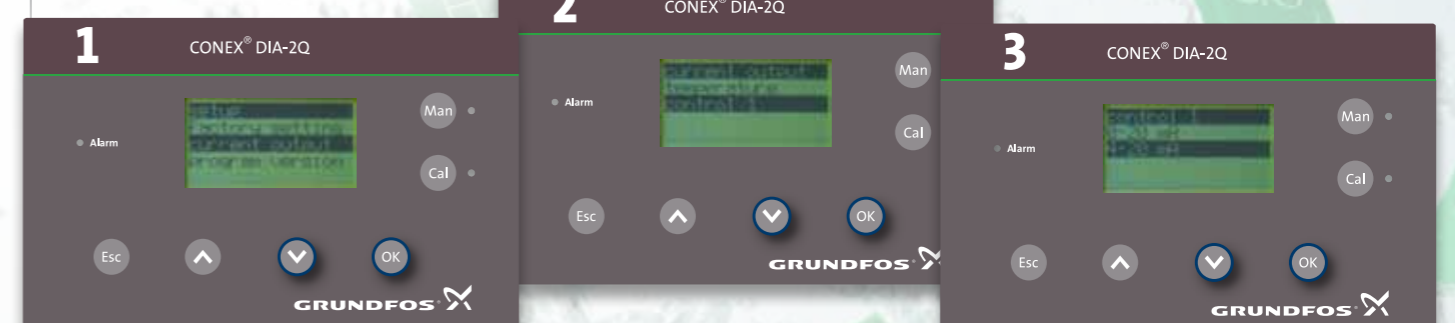 1
CONEX® DIA-2Q
Alarm
setup
factory setting
current output
program version
Man
Cal
Esc
OK
GRUNDFOS
2
CONEX® DIA-2Q
Alarm
current output
temperature
control 1
Man
Cal
Esc
OK
GRUNDFOS
3
CONEX® DIA-2Q
Alarm
control 1
0-20 mA
4-20 mA
Man
Cal
Esc
OK
GRUNDFOS